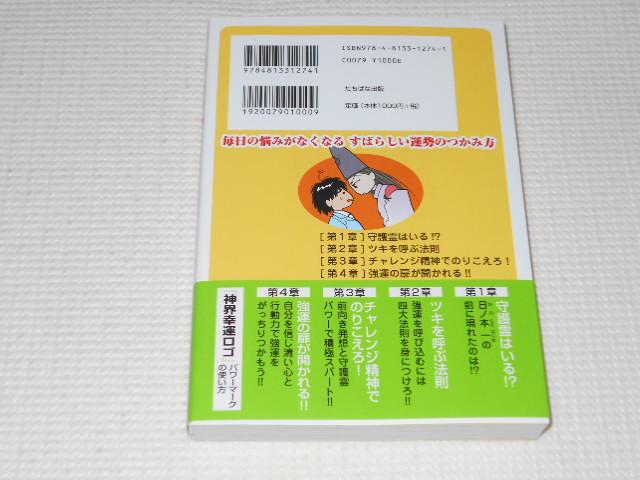 ISBN978-4-8133-1274-1
C0079 ¥1000E
9784813312741
たちばな出版
定価（本体1000円+税）
1920079010009
毎日の悩みがなくなる すばらしい運勢のつかみ方
[第1章]守護霊はいる!?
[第2章]ツキを呼ぶ法則
[第3章]チャレンジ精神でのりこえろ!
[第4章]強運の扉が開かれる!!
第1章
守護霊はいる!?
日ノ本一の
前に現れたのは!?
第2章
ツキを呼ぶ法則
強運を呼び込むには
四大法則を身につけろ!!
第3章
チャレンジ精神で
のりこえろ!
前向き発想と守護霊
パワーで積極スパート!!
第4章
強運の扉が開かれる!!
自分を信じ清い心と
行動力で強運を
がっちりつかもう!!
神界幸運ロゴ
パワーマーク
の使い方